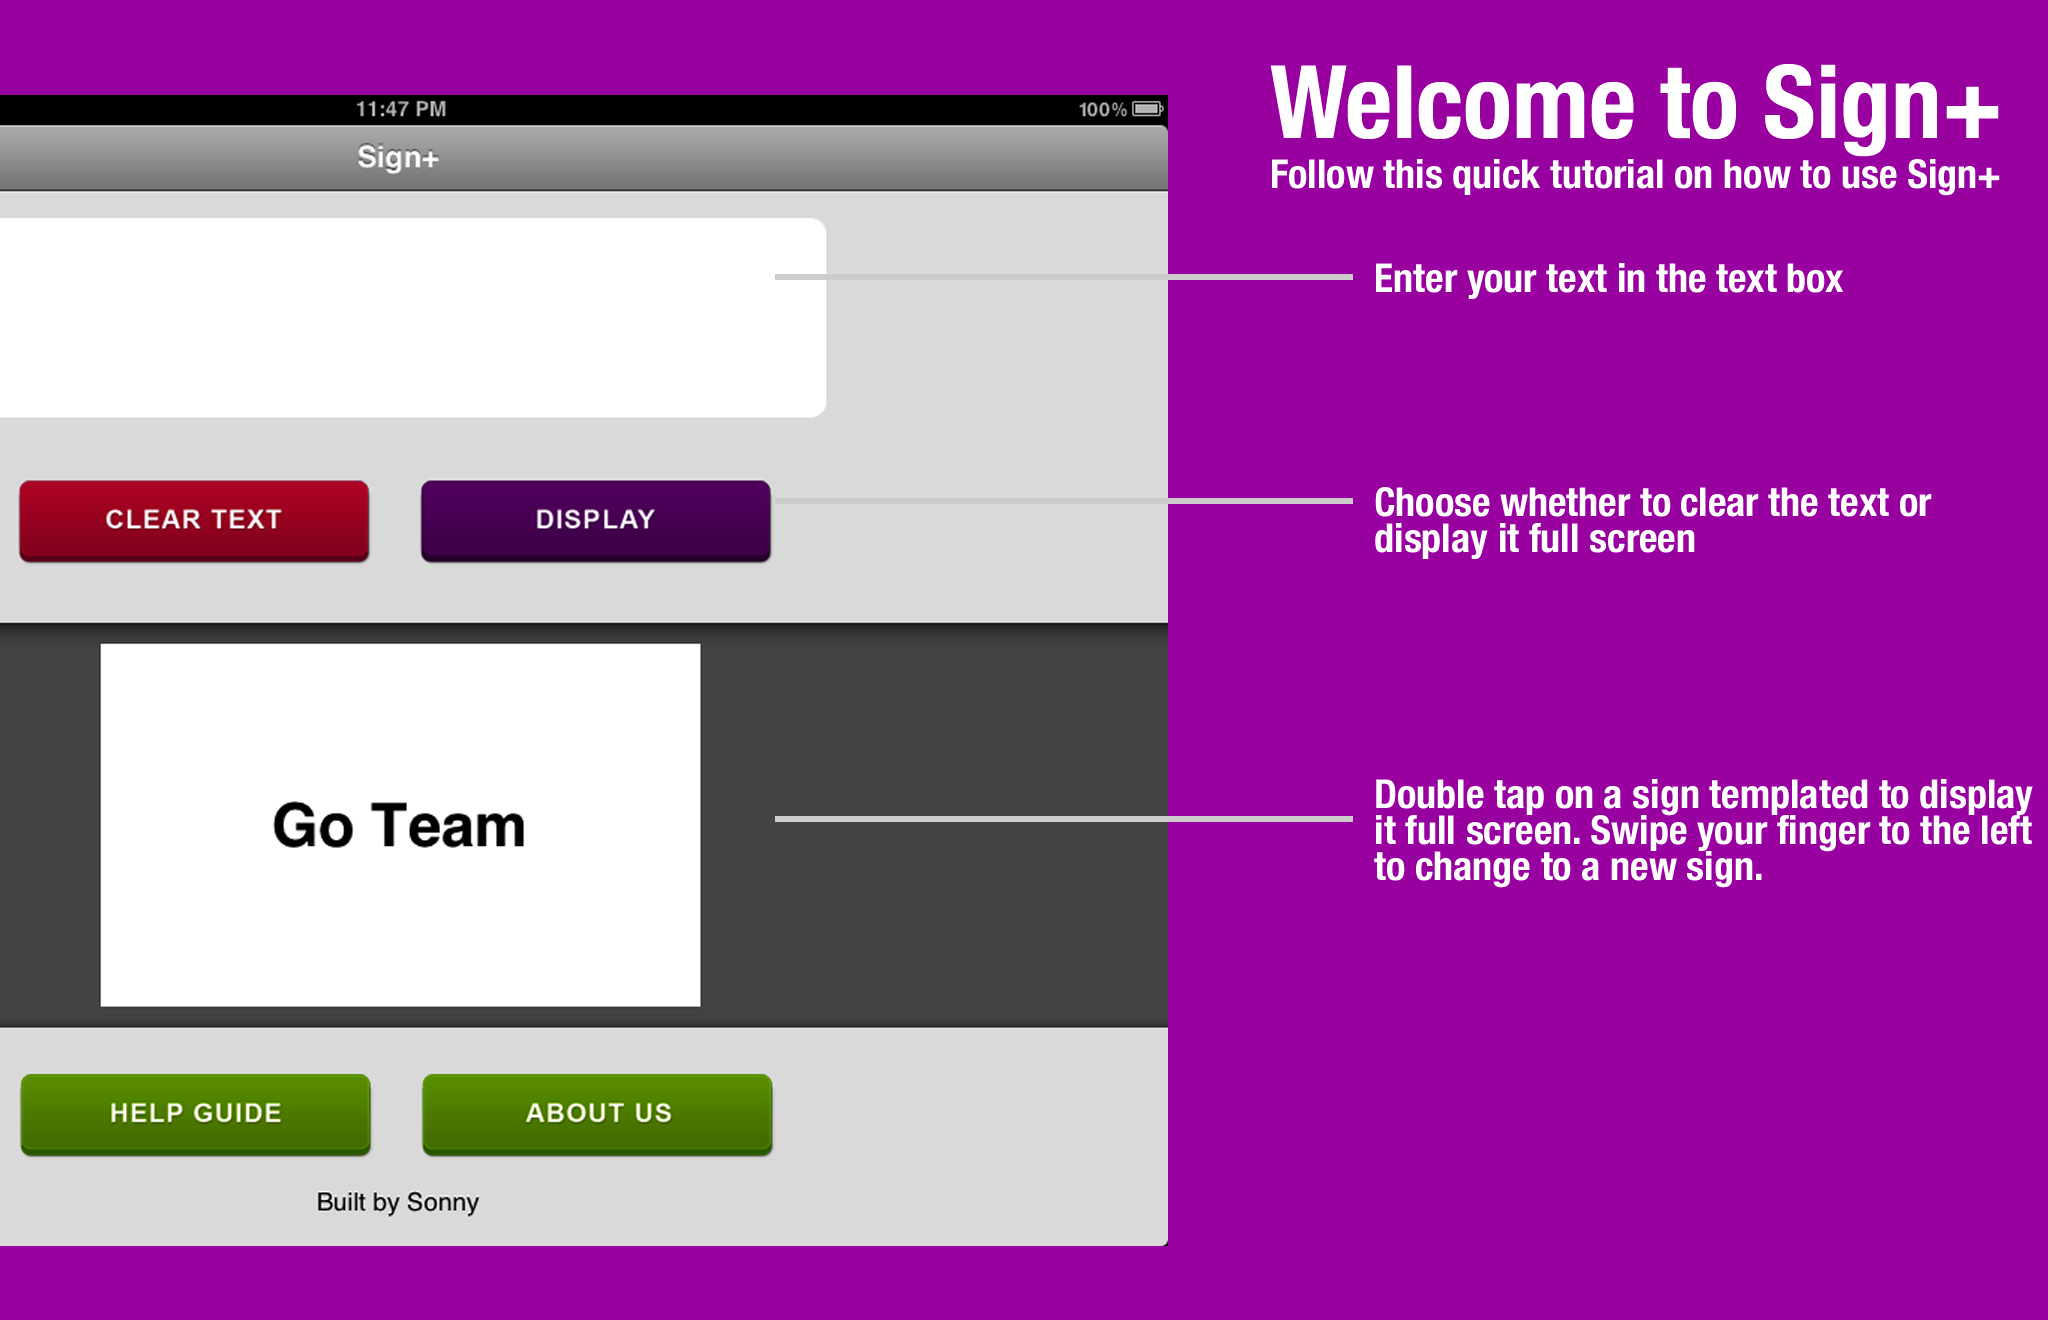 11:47 PM
100%
Sign+
CLEAR TEXT
DISPLAY
Go Team
HELP GUIDE
ABOUT US
Built by Sonny
Welcome to Sign+
Follow this quick tutorial on how to use Sign+
Enter your text in the text box
Choose whether to clear the text or
display it full screen
Double tap on a sign templated to display
it full screen. Swipe your finger to the left
to change to a new sign.